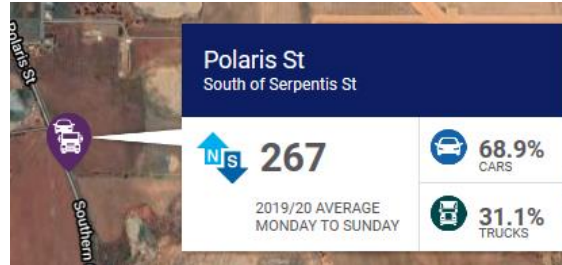 Polaris St
Polaris St
South of Serpentis St
N S 267
68.9%
CARS
2019/20 AVERAGE
MONDAY TO SUNDAY
31.1%
TRUCKS
Southern